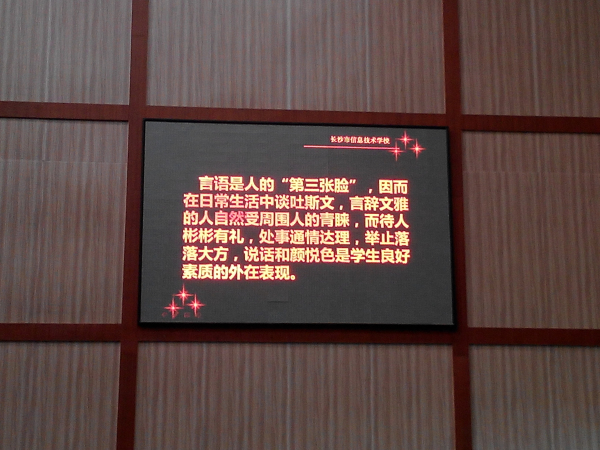 长沙市信息技术学校
言语是人的“第三张脸”，因而
在日常生活中谈吐斯文，言辞文雅
的人自然受周围人的青睐，而待人
彬彬有礼，处事通情达理，举止落
落大方，说话和颜悦色是学生良好
素质的外在表现。